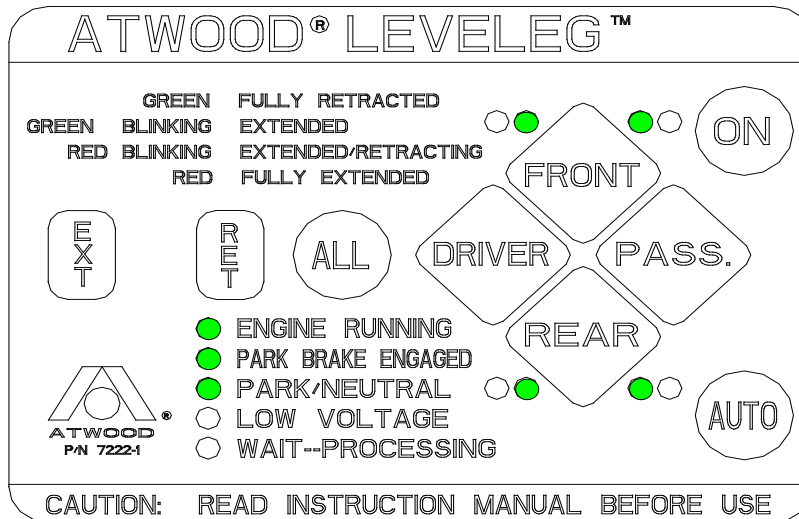 ATWOOD® LEVELEG™
GREEN FULLY RETRACTED
GREEN BLINKING EXTENDED
RED BLINKING EXTENDED/RETRACTING
RED FULLY EXTENDED
ON
FRONT
EXT
RET
ALL
DRIVER
PASS.
REAR
ENGINE RUNNING
PARK BRAKE ENGAGED
PARK/NEUTRAL
LOW VOLTAGE
WAIT--PROCESSING
AUTO
®
ATWOOD
P/N 7222-1
CAUTION: READ INSTRUCTION MANUAL BEFORE USE